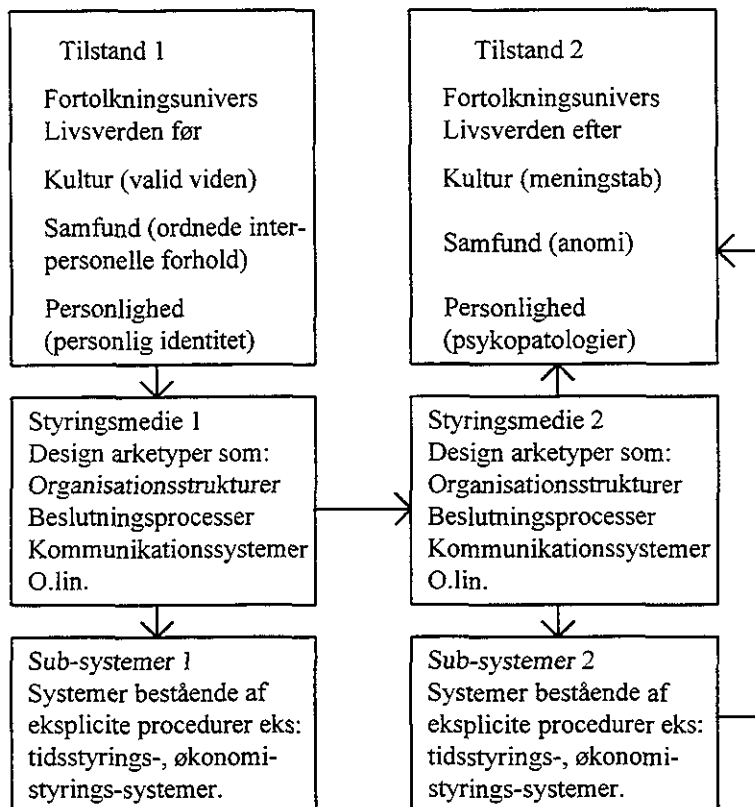 Tilstand 1
Fortolkningsunivers
Livsverden før
Kultur (valid viden)
Samfund (ordnede inter-
personelle forhold)
Personlighed
(personlig identitet)
Styringsmedie 1
Design arketyper som:
Organisationsstrukturer
Beslutningsprocesser
Kommunikationssystemer
O.lin.
Sub-systemer 1
Systemer bestående af
eksplicite procedurer eks:
tidsstyrings-, økonomi-
styrings-systemer.
Tilstand 2
Fortolkningsunivers
Livsverden efter
Kultur (meningstab)
Samfund (anomi)
Personlighed
(psykopatologier)
Styringsmedie 2
Design arketyper som:
Organisationsstrukturer
Beslutningsprocesser
Kommunikationssystemer
O.lin.
Sub-systemer 2
Systemer bestående af
eksplicite procedurer eks:
tidsstyrings-, økonomi-
styrings-systemer.